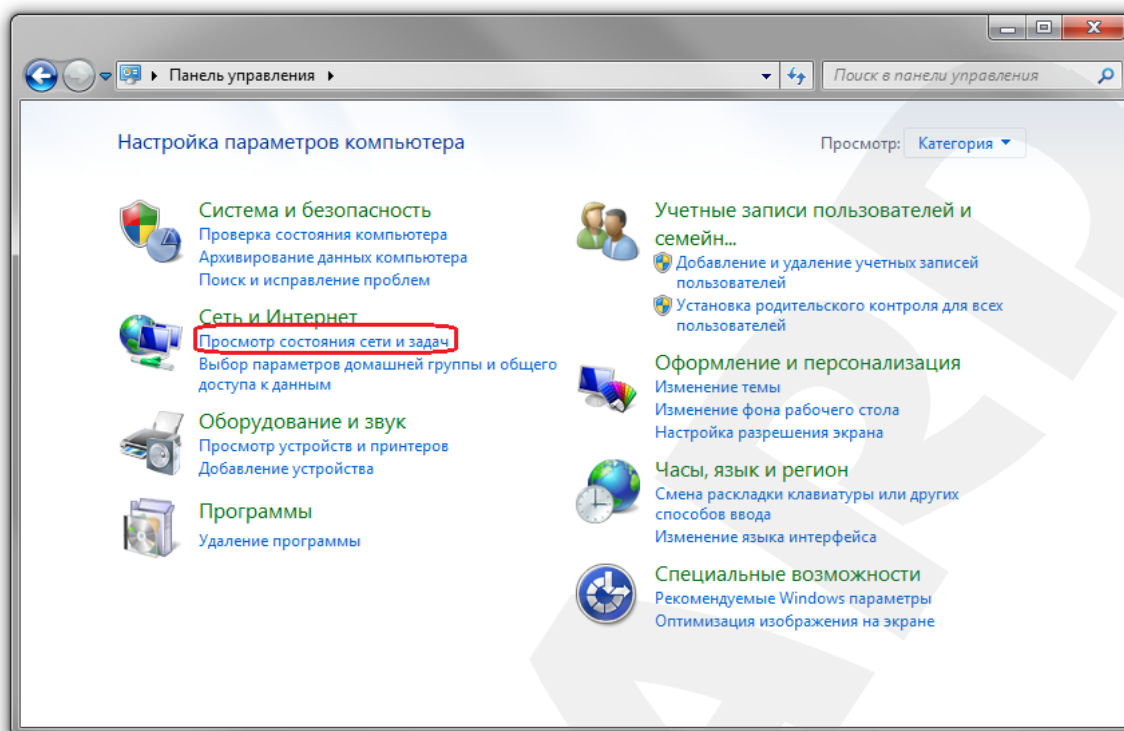 Панель управления
Поиск в панели управления
Настройка параметров компьютера
Просмотр: Категория
Система и безопасность
Проверка состояния компьютера
Архивирование данных компьютера
Поиск и исправление проблем
Сеть и Интернет
Просмотр состояния сети и задач
Выбор параметров домашней группы и общего
доступа к данным
Оборудование и звук
Просмотр устройств и принтеров
Добавление устройства
Программы
Удаление программы
Учетные записи пользователей и
семейн...
Добавление и удаление учетных записей
пользователей
Установка родительского контроля для всех
пользователей
Оформление и персонализация
Изменение темы
Изменение фона рабочего стола
Настройка разрешения экрана
Часы, язык и регион
Смена раскладки клавиатуры или других
способов ввода
Изменение языка интерфейса
Специальные возможности
Рекомендуемые Windows параметры
Оптимизация изображения на экране